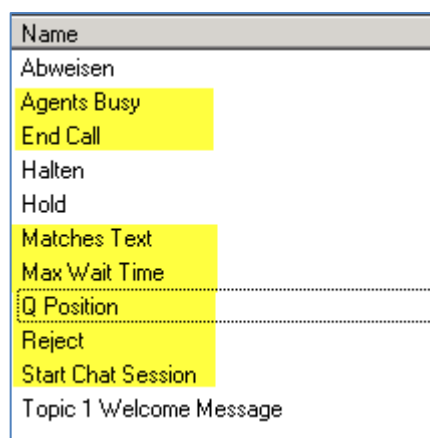 Name
Abweisen
Agents Busy
End Call
Halten
Hold
Matches Text
Max Wait Time
Q Position
Reject
Start Chat Session
Topic 1 Welcome Message